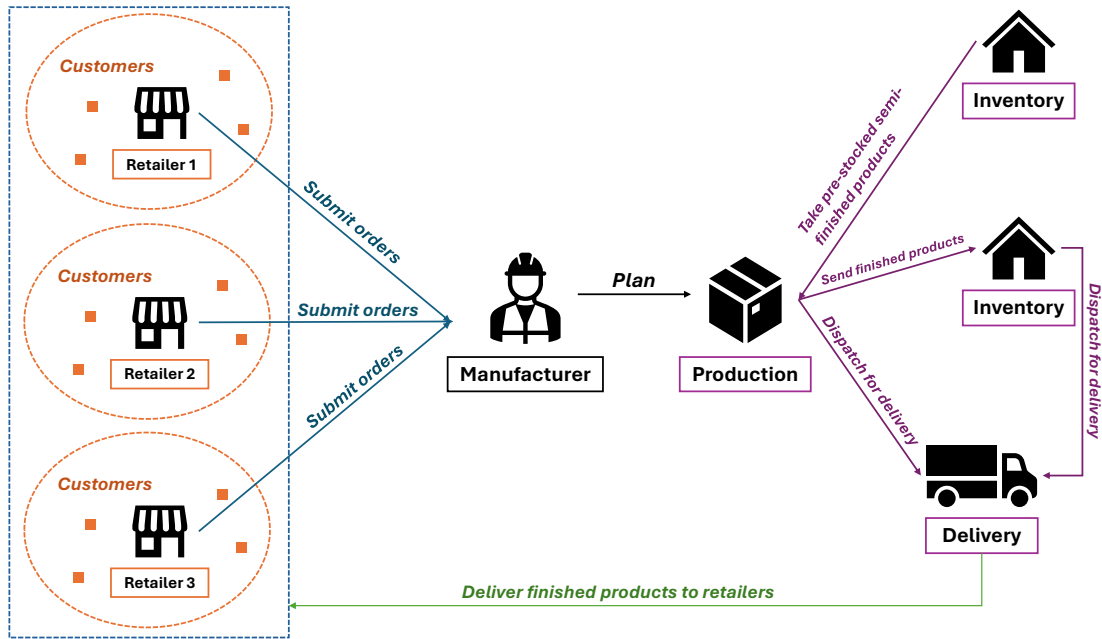 Customers
Retailer 1
Submit orders
Customers
Retailer 2
Submit orders
Customers
Retailer 3
Submit orders
Manufacturer
Plan
Production
Take pre-stocked semi-
finished products
Inventory
Send finished products
Inventory
Dispatch for delivery
Dispatch for delivery
Delivery
Deliver finished products to retailers